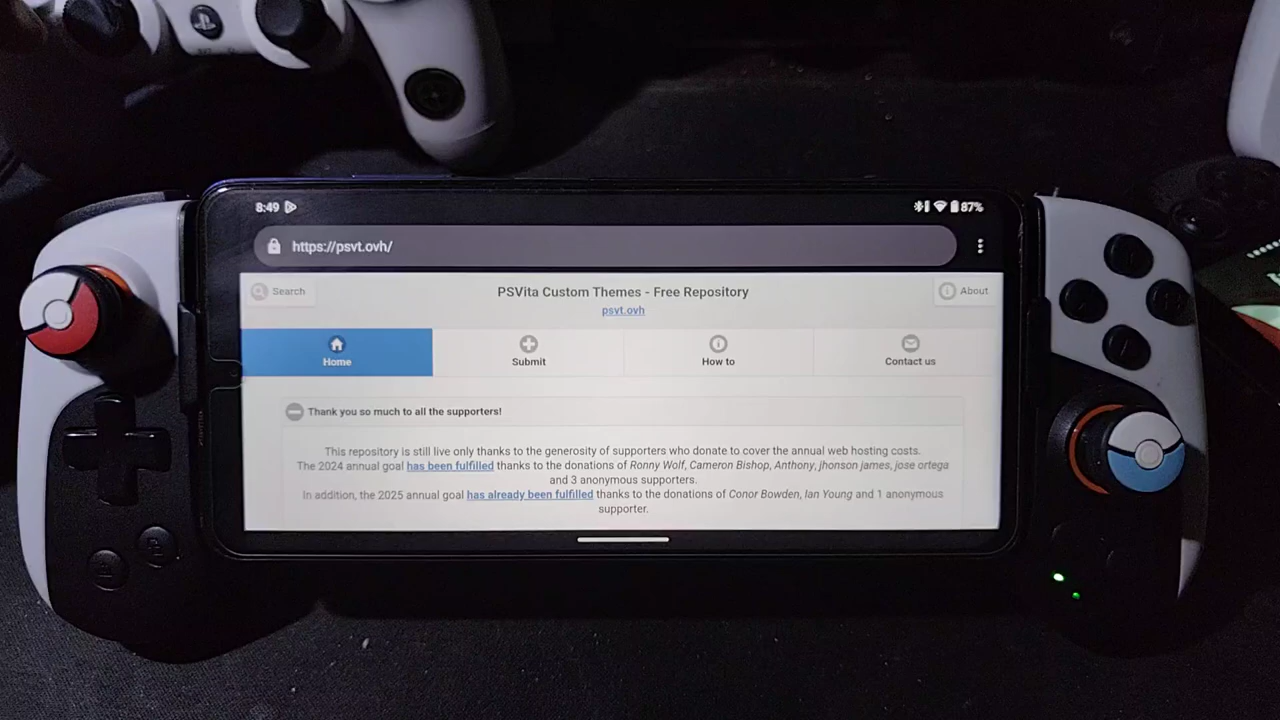 8:49
87%
https://psvt.ovh/
Search
PSVita Custom Themes - Free Repository
About
psvt.ovh
Home
Submit
How to
Contact us
Thank you so much to all the supporters!
This repository is still live only thanks to the generosity of supporters who donate to cover the annual web hosting costs.
The 2024 annual goal has been fulfilled thanks to the donations of Ronny Wolf, Cameron Bishop, Anthony, jhonson james, jose ortega
and 3 anonymous supporters.
In addition, the 2025 annual goal has already been fulfilled thanks to the donations of Conor Bowden, Ian Young and 1 anonymous
supporter.